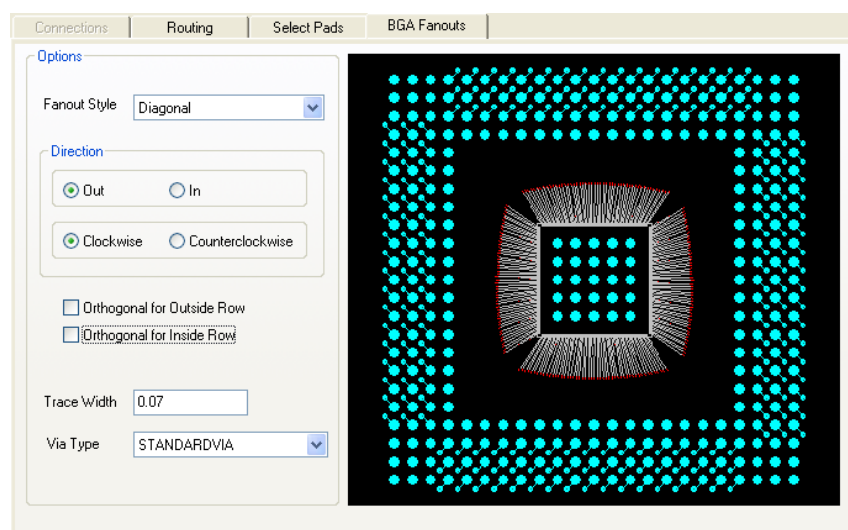 Connections Routing Select Pads BGA Fanouts
Options
Fanout Style Diagonal
Direction
Out In
Clockwise Counterclockwise
Orthogonal for Outside Row
Orthogonal for Inside Row
Trace Width 0.07
Via Type STANDARDVIA